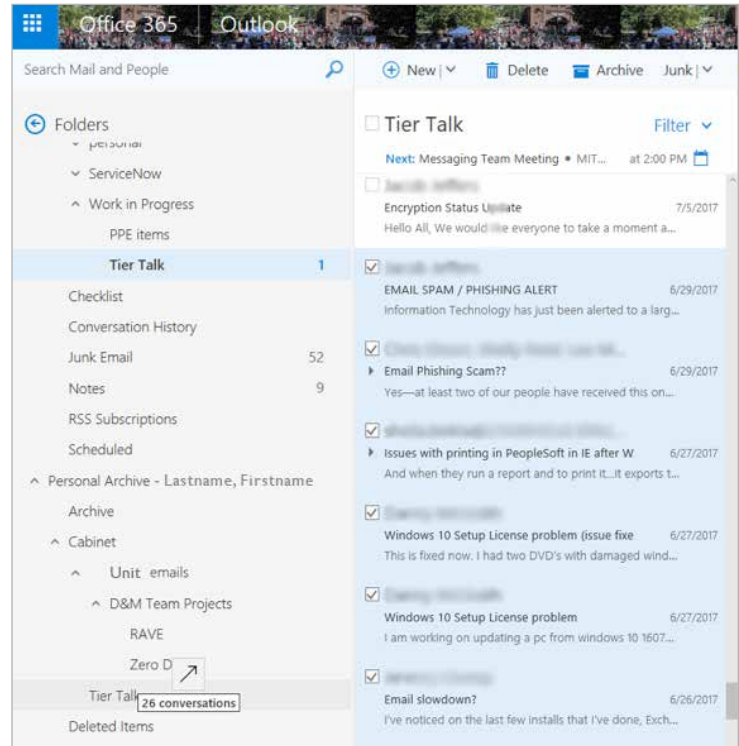 Office 365 Outlook
Search Mail and People
New
Delete
Archive
Junk
Folders
personal
ServiceNow
Work in Progress
PPE items
Tier Talk 1
Checklist
Conversation History
Junk Email 52
Notes 9
RSS Subscriptions
Scheduled
Personal Archive - Lastname, Firstname
Archive
Cabinet
Unit emails
D&M Team Projects
RAVE
Zero D
Tier Talk
26 conversations
Deleted Items
Tier Talk
Filter
Next: Messaging Team Meeting • MIT... at 2:00 PM
Encryption Status Update 7/5/2017
Hello All, We would like everyone to take a moment a...
EMAIL SPAM / PHISHING ALERT 6/29/2017
Information Technology has just been alerted to a larg...
Email Phishing Scam?? 6/29/2017
Yes—at least two of our people have received this on...
Issues with printing in PeopleSoft in IE after W 6/27/2017
And when they run a report and to print it...it exports t...
Windows 10 Setup License problem (issue fixe 6/27/2017
This is fixed now. I had two DVD's with damaged wind...
Windows 10 Setup License problem 6/27/2017
I am working on updating a pc from windows 10 1607...
Email slowdown? 6/26/2017
I've noticed on the last few installs that I've done, Exch...